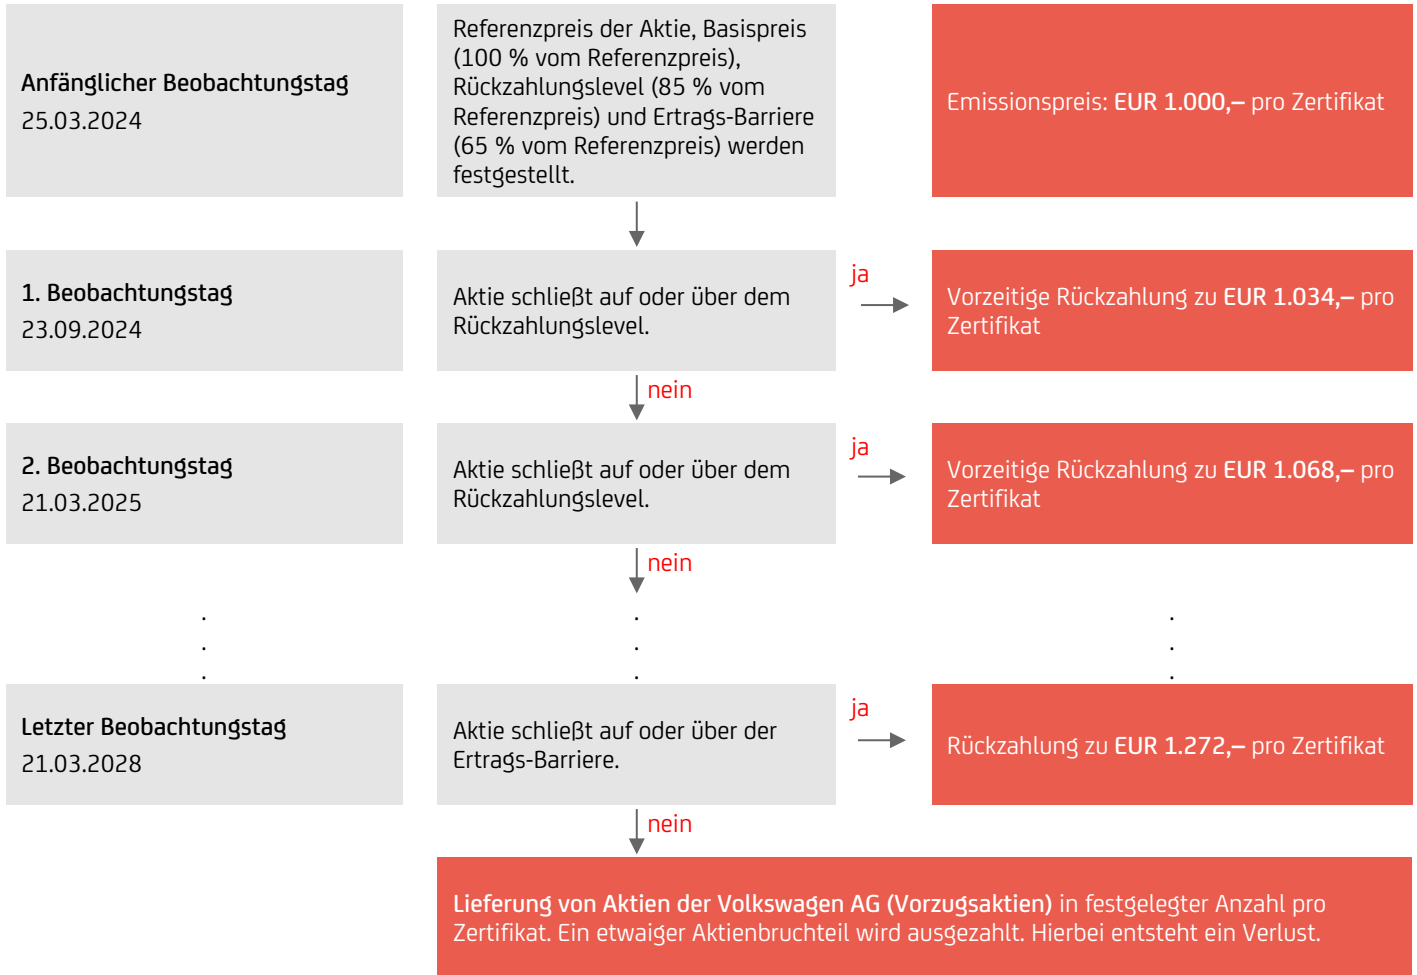 Anfänglicher Beobachtungstag
25.03.2024
Referenzpreis der Aktie, Basispreis
(100 % vom Referenzpreis),
Rückzahlungslevel (85 % vom
Referenzpreis) und Ertrags-Barriere
(65 % vom Referenzpreis) werden
festgestellt.
Emissionspreis: EUR 1.000,– pro Zertifikat
1. Beobachtungstag
23.09.2024
Aktie schließt auf oder über dem
Rückzahlungslevel.
ja
Vorzeitige Rückzahlung zu EUR 1.034,– pro
Zertifikat
nein
2. Beobachtungstag
21.03.2025
Aktie schließt auf oder über dem
Rückzahlungslevel.
ja
Vorzeitige Rückzahlung zu EUR 1.068,– pro
Zertifikat
nein
. . .
. . .
. . .
Letzter Beobachtungstag
21.03.2028
Aktie schließt auf oder über der
Ertrags-Barriere.
ja
Rückzahlung zu EUR 1.272,– pro Zertifikat
nein
Lieferung von Aktien der Volkswagen AG (Vorzugsaktien) in festgelegter Anzahl pro
Zertifikat. Ein etwaiger Aktienbruchteil wird ausgezahlt. Hierbei entsteht ein Verlust.